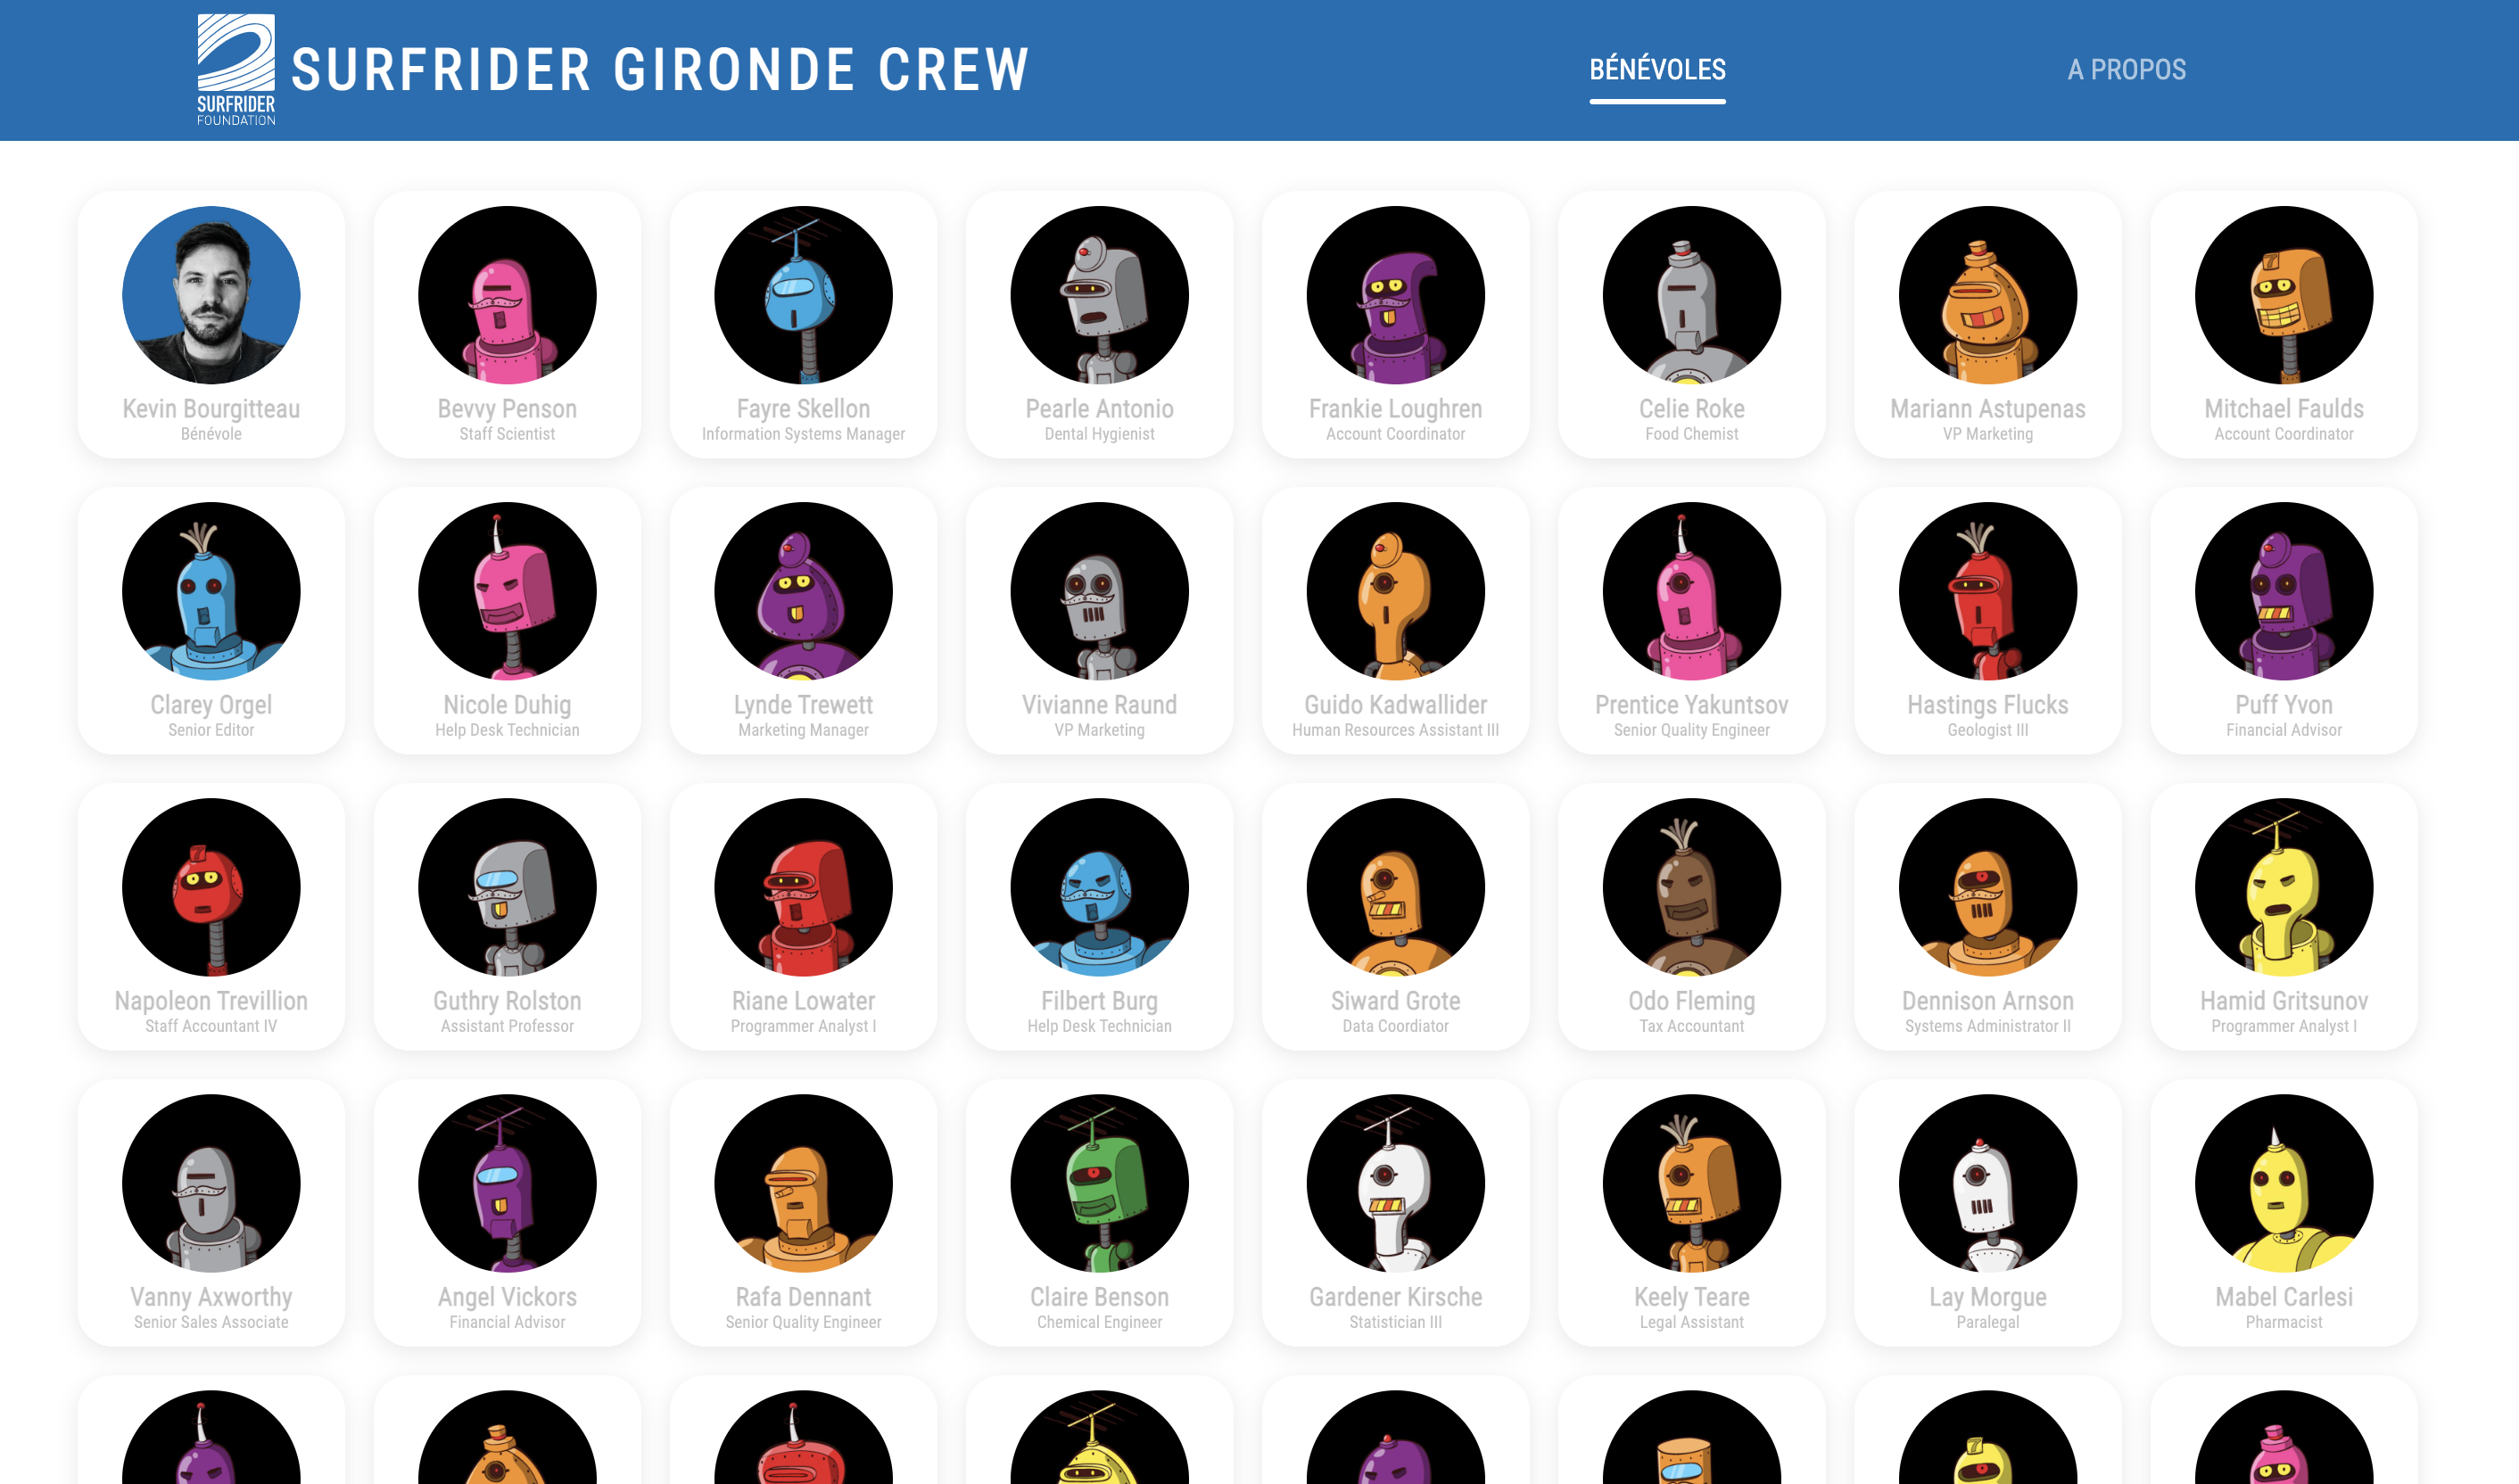 SURFRIDER
FOUNDATION
SURFRIDER GIRONDE CREW
BÉNÉVOLES
A PROPOS
Kevin Bourgitteau
Bénévole
Bevvy Penson
Staff Scientist
Fayre Skellon
Information Systems Manager
Pearle Antonio
Dental Hygienist
Frankie Loughren
Account Coordinator
Celie Roke
Food Chemist
Mariann Astupenas
VP Marketing
Mitchael Faulds
Account Coordinator
Clarey Orgel
Senior Editor
Nicole Duhig
Help Desk Technician
Lynde Trewett
Marketing Manager
Vivianne Raund
VP Marketing
Guido Kadwallider
Human Resources Assistant III
Prentice Yakuntsov
Senior Quality Engineer
Hastings Flucks
Geologist III
Puff Yvon
Financial Advisor
Napoleon Trevillion
Staff Accountant IV
Guthry Rolston
Assistant Professor
Riane Lowater
Programmer Analyst I
Filbert Burg
Help Desk Technician
Siward Grote
Data Coordiator
Odo Fleming
Tax Accountant
Dennison Arnson
Systems Administrator II
Hamid Gritsunov
Programmer Analyst I
Vanny Axworthy
Senior Sales Associate
Angel Vickors
Financial Advisor
Rafa Dennant
Senior Quality Engineer
Claire Benson
Chemical Engineer
Gardener Kirsche
Statistician III
Keely Teare
Legal Assistant
Lay Morgue
Paralegal
Mabel Carlesi
Pharmacist